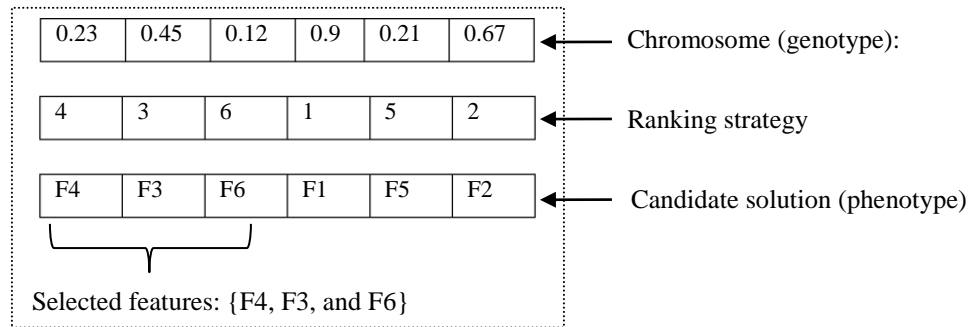 0.23 0.45 0.12 0.9 0.21 0.67 Chromosome (genotype):
4 3 6 1 5 2 Ranking strategy
F4 F3 F6 F1 F5 F2 Candidate solution (phenotype)
Selected features: {F4, F3, and F6}